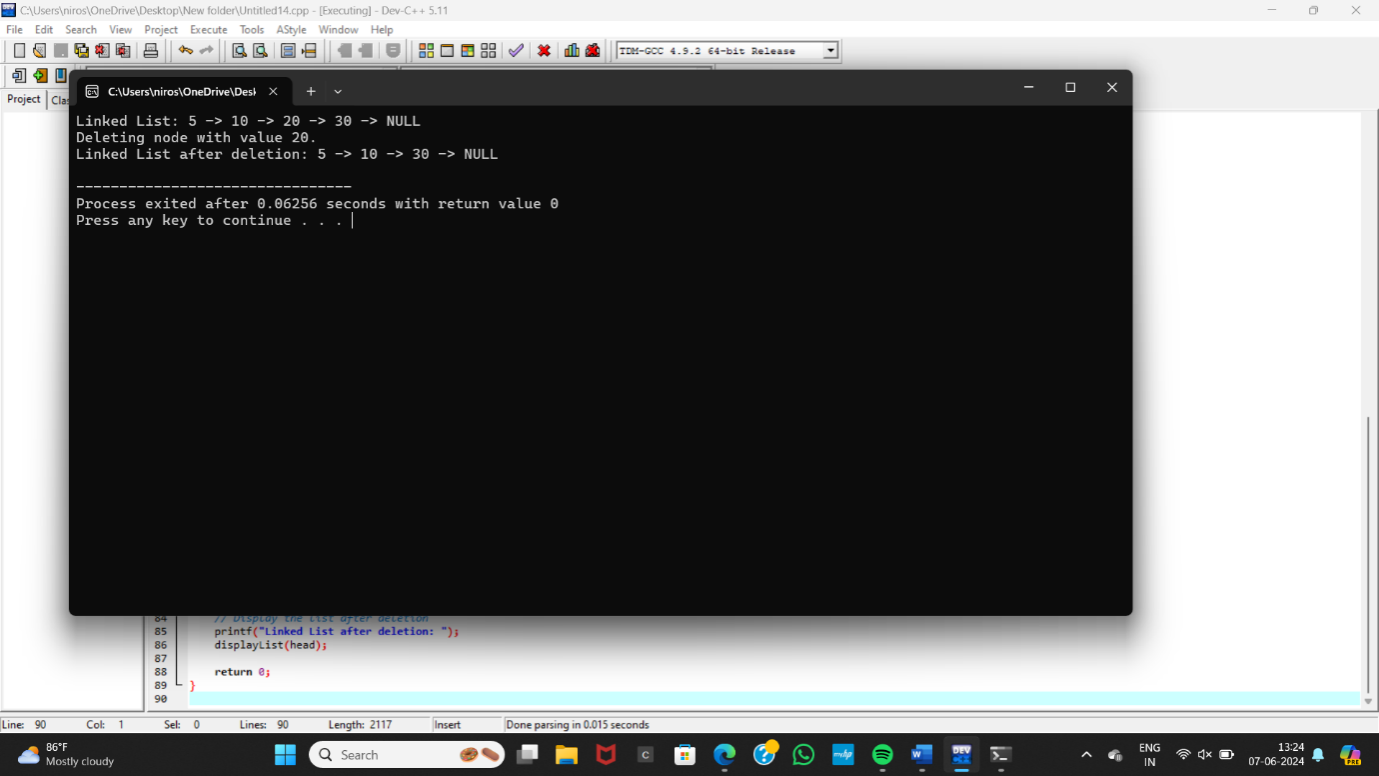 C:\Users\niros\OneDrive\Desktop\New folder\Untitled14.cpp - [Executing] - Dev-C++ 5.11
File Edit Search View Project Execute Tools AStyle Window Help
TDM-GCC 4.9.2 64-bit Release
Project Clas
C:\Users\niros\OneDrive\Desk
Linked List: 5 -> 10 -> 20 -> 30 -> NULL
Deleting node with value 20.
Linked List after deletion: 5 -> 10 -> 30 -> NULL
--------------------------------
Process exited after 0.06256 seconds with return value 0
Press any key to continue . . .
84 // Display the list after deletion
85 printf("Linked List after deletion: ");
86 displayList(head);
87
88 return 0;
89 }
90
Line: 90 Col: 1 Sel: 0 Lines: 90 Length: 2117 Insert Done parsing in 0.015 seconds
86°F
Mostly cloudy
Search
C
DEV
ENG
IN
13:24
07-06-2024
PRE